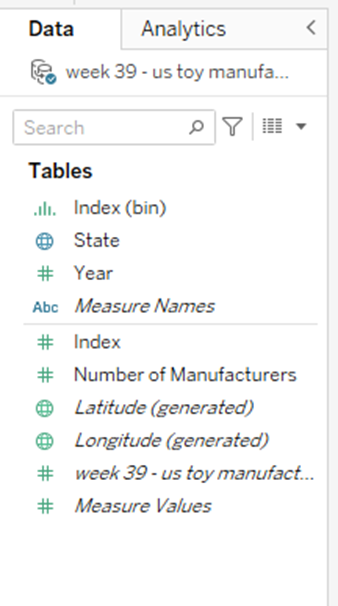 Data
Analytics
week 39 - us toy manufa...
Search
Tables
Index (bin)
State
Year
Abc Measure Names
Index
Number of Manufacturers
Latitude (generated)
Longitude (generated)
week 39 - us toy manufact...
Measure Values